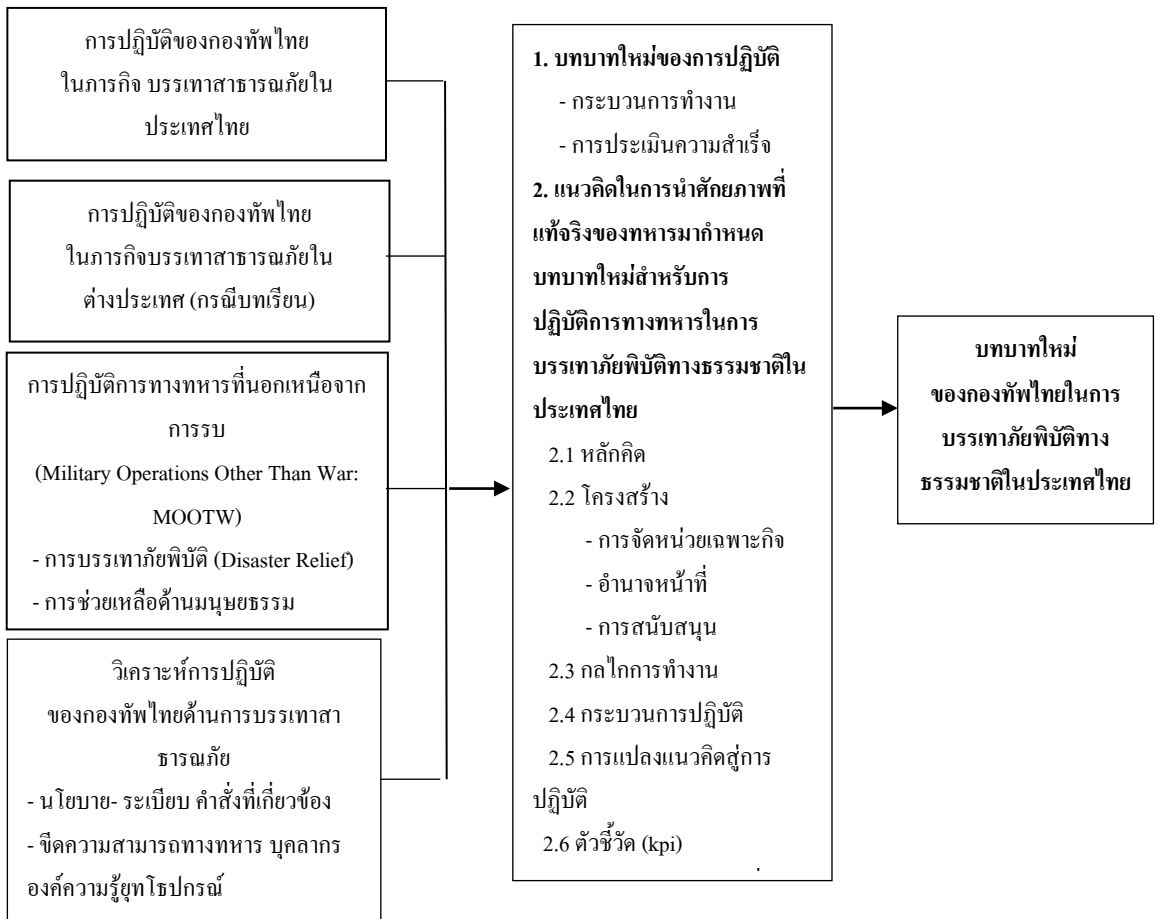 การปฏิบัติของกองทัพไทย
ในภารกิจ บรรเทาสาธารณภัยใน
ประเทศไทย
การปฏิบัติของกองทัพไทย
ในภารกิจบรรเทาสาธารณภัยใน
ต่างประเทศ (กรณีบทเรียน)
การปฏิบัติการทางทหารที่นอกเหนือจาก
การรบ
(Military Operations Other Than War:
MOOTW)
- การบรรเทาภัยพิบัติ (Disaster Relief)
- การช่วยเหลือด้านมนุษยธรรม
วิเคราะห์การปฏิบัติ
ของกองทัพไทยด้านการบรรเทาสา
ธารณภัย
- นโยบาย- ระเบียบ คำสั่งที่เกี่ยวข้อง
- ขีดความสามารถทางทหาร บุคลากร
องค์ความรู้ยุทโธปกรณ์
1. บทบาทใหม่ของการปฏิบัติ
- กระบวนการทำงาน
- การประเมินความสำเร็จ
2. แนวคิดในการนำศักยภาพที่
แท้จริงของทหารมากำหนด
บทบาทใหม่สำหรับการ
ปฏิบัติการทางทหารในการ
บรรเทาภัยพิบัติทางธรรมชาติใน
ประเทศไทย
2.1 หลักคิด
2.2 โครงสร้าง
- การจัดหน่วยเฉพาะกิจ
- อำนาจหน้าที่
- การสนับสนุน
2.3 กลไกการทำงาน
2.4 กระบวนการปฏิบัติ
2.5 การแปลงแนวคิดสู่การ
ปฏิบัติ
2.6 ตัวชี้วัด (kpi)
บทบาทใหม่
ของกองทัพไทยในการ
บรรเทาภัยพิบัติทาง
ธรรมชาติในประเทศไทย